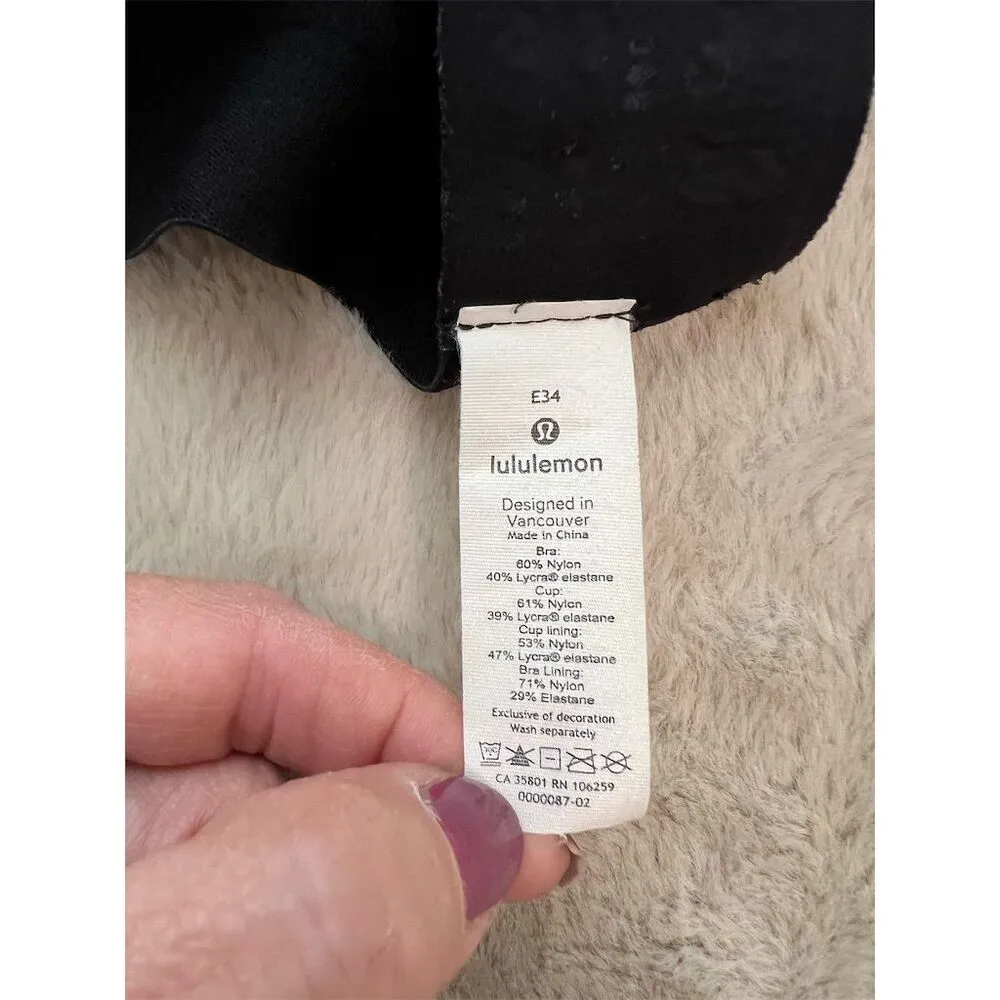 E34
lululemon
Designed in
Vancouver
Made in China
Bra:
60% Nylon
40% Lycra® elastane
Cup:
61% Nylon
39% Lycra® elastane
Cup lining:
53% Nylon
47% Lycra® elastane
Bra Lining:
71% Nylon
29% Elastane
Exclusive of decoration
Wash separately
CA 35801 RN 106259
0000087-02